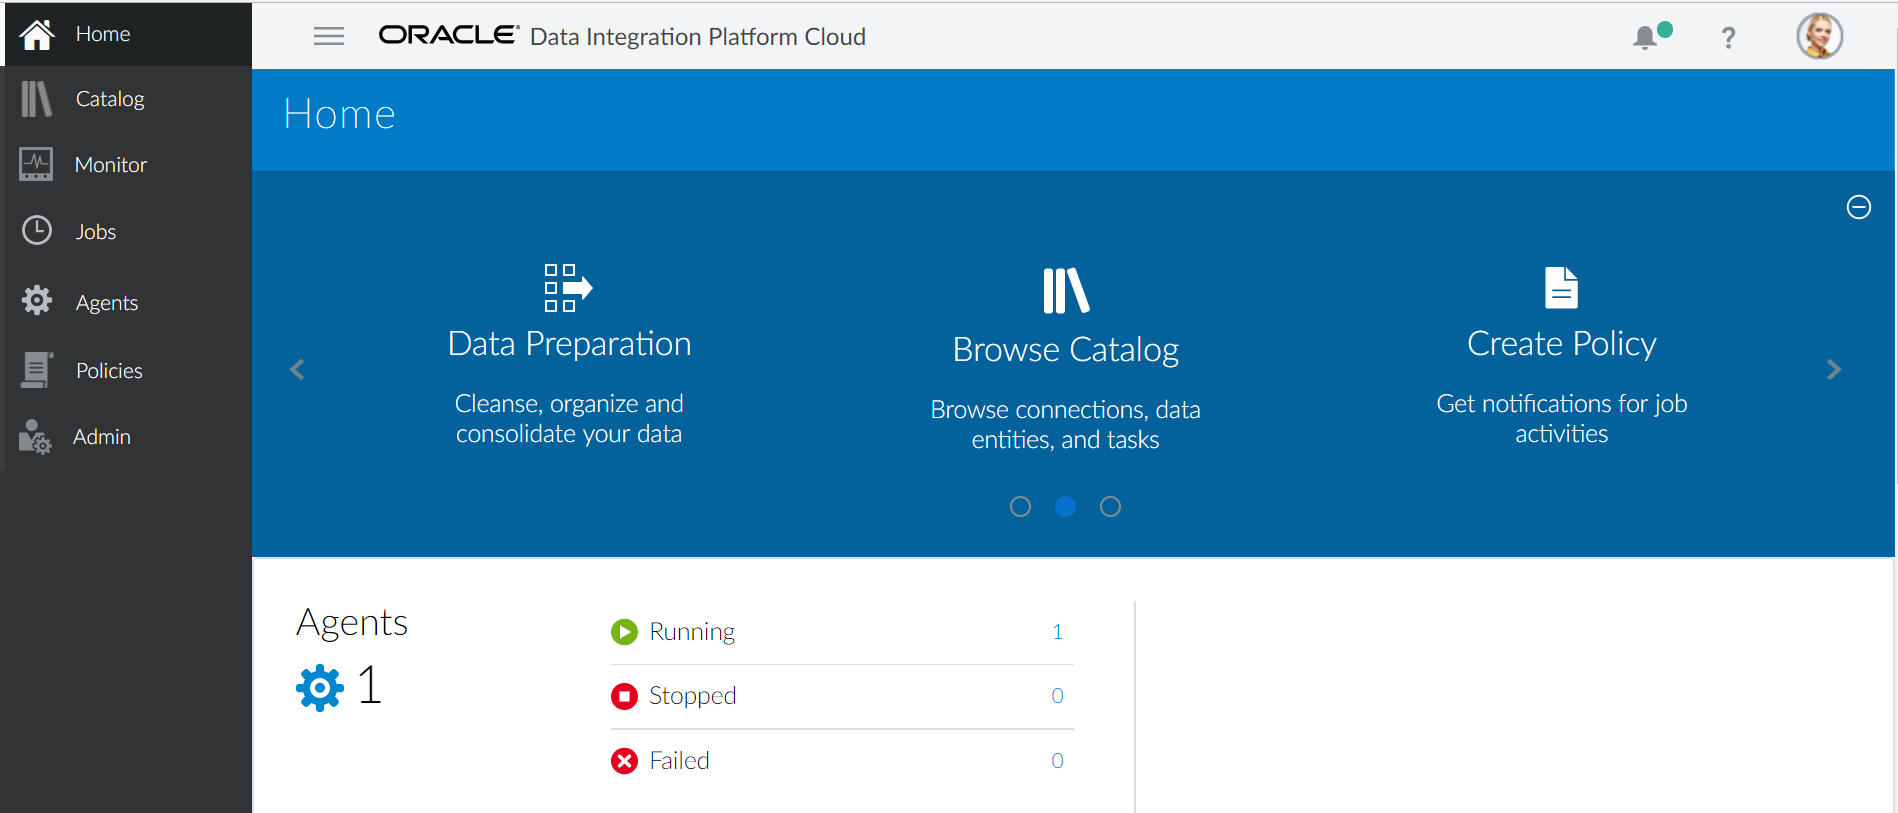 Home
Catalog
Monitor
Jobs
Agents
Policies
Admin
ORACLE® Data Integration Platform Cloud
?
Home
Data Preparation
Cleanse, organize and
consolidate your data
Browse Catalog
Browse connections, data
entities, and tasks
Create Policy
Get notifications for job
activities
Agents
1
Running 1
Stopped 0
Failed 0